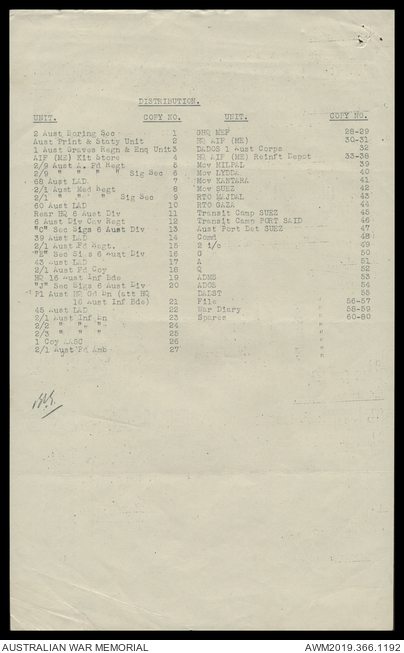 DISTRIBUTION.
UNIT. COPY NO.
2 Aust Boring Sec 1
Aust Print & Staty Unit 2
1 Aust Graves Regn & Enq Unit 3
AIF (ME) Kit Store 4
2/9 Aust A. Fd Regt 5
2/9 " " " " Sig Sec 6
68 Aust LAD 7
2/1 Aust Med Regt 8
2/1 " " " Sig Sec 9
60 Aust LAD 10
Rear HQ 6 Aust Div 11
6 Aust Div Cav Regt 12
"C" Sec Sigs 6 Aust Div 13
39 Aust LAD 14
2/1 Aust Fd Regt. 15
"E" Sec Sigs 6 Aust Div 16
43 Aust LAD 17
2/1 Aust Fd Coy 18
HQ 16 Aust Inf Bde 19
"J" Sec Sigs 6 Aust Div 20
Pl Aust HQ Gd Bn (att HQ
16 Aust Inf Bde) 21
45 Aust LAD 22
2/1 Aust Inf Bn 23
2/2 " " " 24
2/3 " " " 25
1 Coy AASC 26
2/1 Aust Fd Amb 27
UNIT. COPY NO.
GHQ MEF 28-29
HQ AIF (ME) 30-31
DADOS 1 Aust Corps 32
HQ AIF (ME) Reinft Depot 33-38
Mov MILPAL 39
Mov LYDDA 40
Mov KANTARA 41
Mov SUEZ 42
RTO MAJDAL 43
RTO GAZA 44
Transit Camp SUEZ 45
Transit Camp PORT SAID 46
Aust Port Det SUEZ 47
Comd 48
2 i/c 49
G 50
A 51
Q 52
ADMS 53
ADOS 54
DADST 55
File 56-57
War Diary 58-59
Spares 60-80
AUSTRALIAN WAR MEMORIAL
AWM2019.366.1192